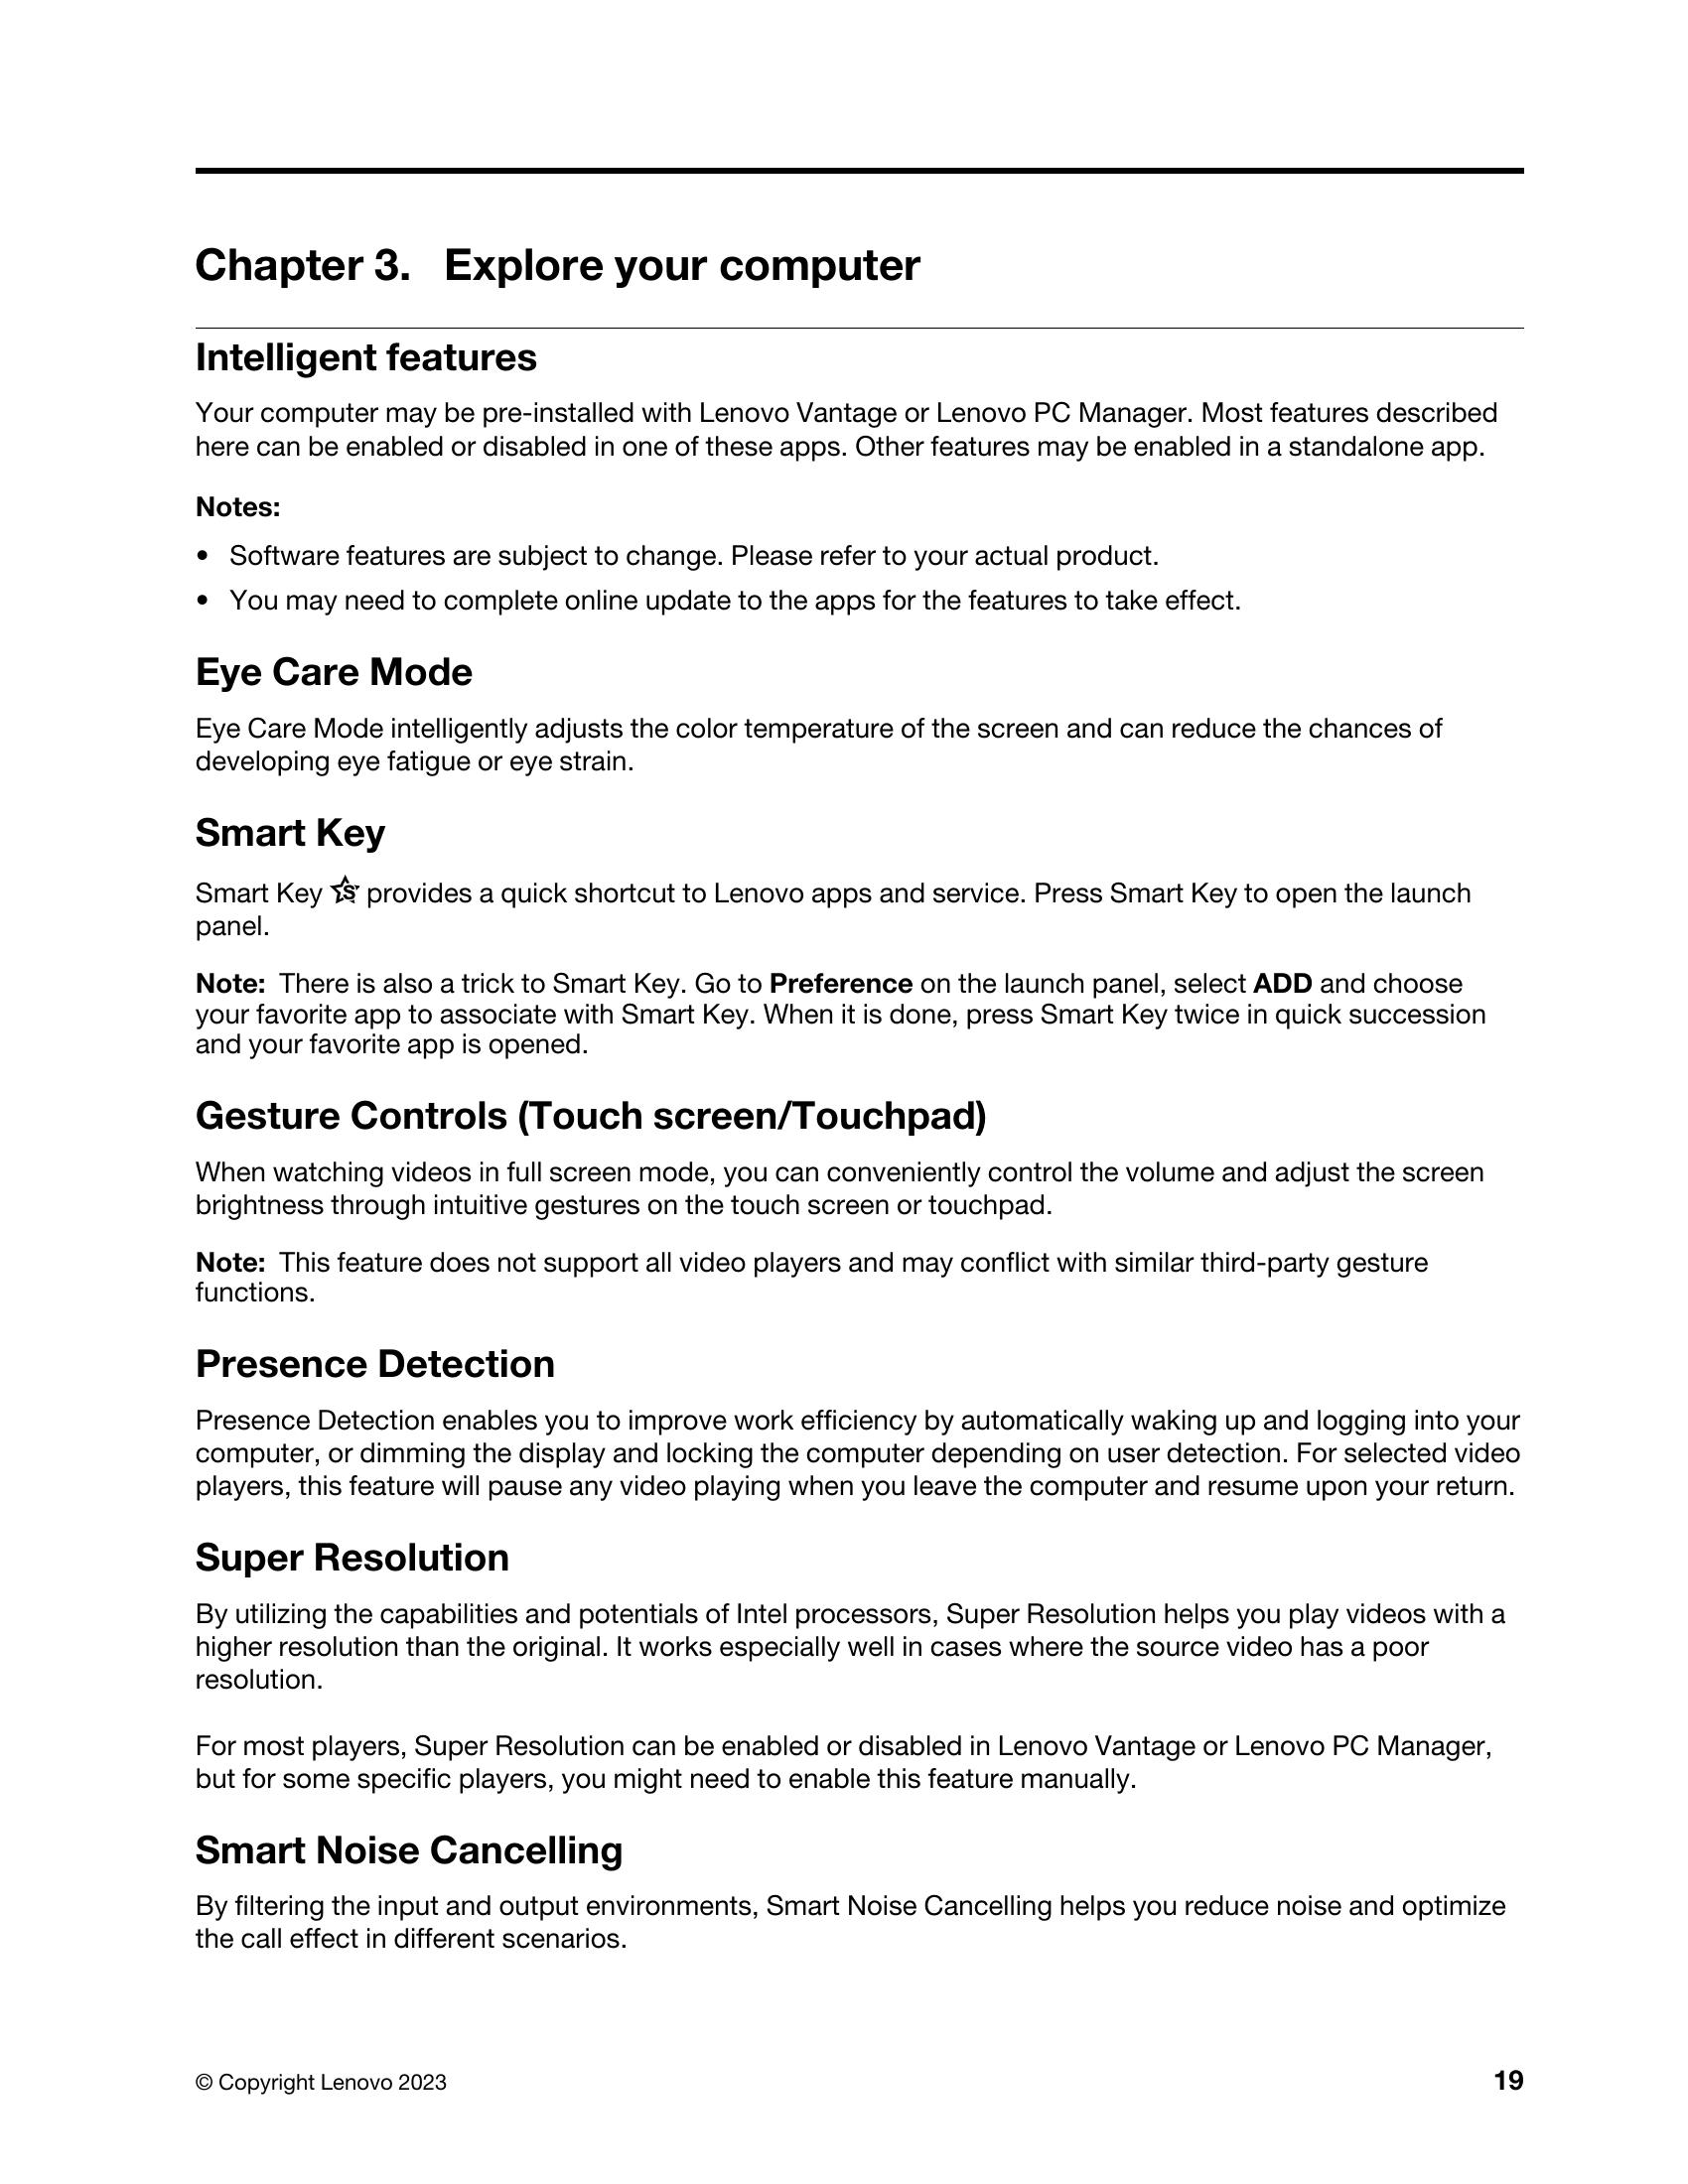 Chapter 3. Explore your computer
Intelligent features
Your computer may be pre-installed with Lenovo Vantage or Lenovo PC Manager. Most features described
here can be enabled or disabled in one of these apps. Other features may be enabled in a standalone app.
Notes:
• Software features are subject to change. Please refer to your actual product.
• You may need to complete online update to the apps for the features to take effect.
Eye Care Mode
Eye Care Mode intelligently adjusts the color temperature of the screen and can reduce the chances of
developing eye fatigue or eye strain.
Smart Key
Smart Key S provides a quick shortcut to Lenovo apps and service. Press Smart Key to open the launch
panel.
Note: There is also a trick to Smart Key. Go to Preference on the launch panel, select ADD and choose
your favorite app to associate with Smart Key. When it is done, press Smart Key twice in quick succession
and your favorite app is opened.
Gesture Controls (Touch screen/Touchpad)
When watching videos in full screen mode, you can conveniently control the volume and adjust the screen
brightness through intuitive gestures on the touch screen or touchpad.
Note: This feature does not support all video players and may conflict with similar third-party gesture
functions.
Presence Detection
Presence Detection enables you to improve work efficiency by automatically waking up and logging into your
computer, or dimming the display and locking the computer depending on user detection. For selected video
players, this feature will pause any video playing when you leave the computer and resume upon your return.
Super Resolution
By utilizing the capabilities and potentials of Intel processors, Super Resolution helps you play videos with a
higher resolution than the original. It works especially well in cases where the source video has a poor
resolution.
For most players, Super Resolution can be enabled or disabled in Lenovo Vantage or Lenovo PC Manager,
but for some specific players, you might need to enable this feature manually.
Smart Noise Cancelling
By filtering the input and output environments, Smart Noise Cancelling helps you reduce noise and optimize
the call effect in different scenarios.
© Copyright Lenovo 2023 19